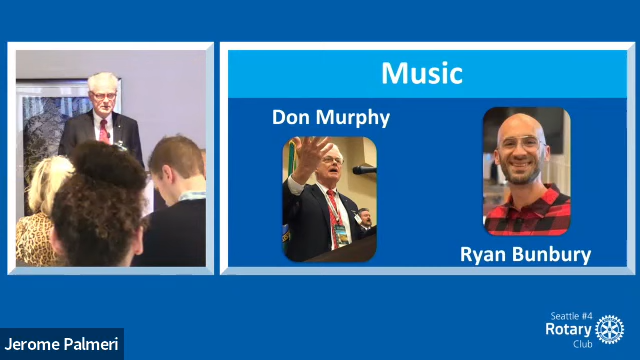 Music
Don Murphy
Ryan Bunbury
Seattle #4
Rotary
Club
Jerome Palmeri